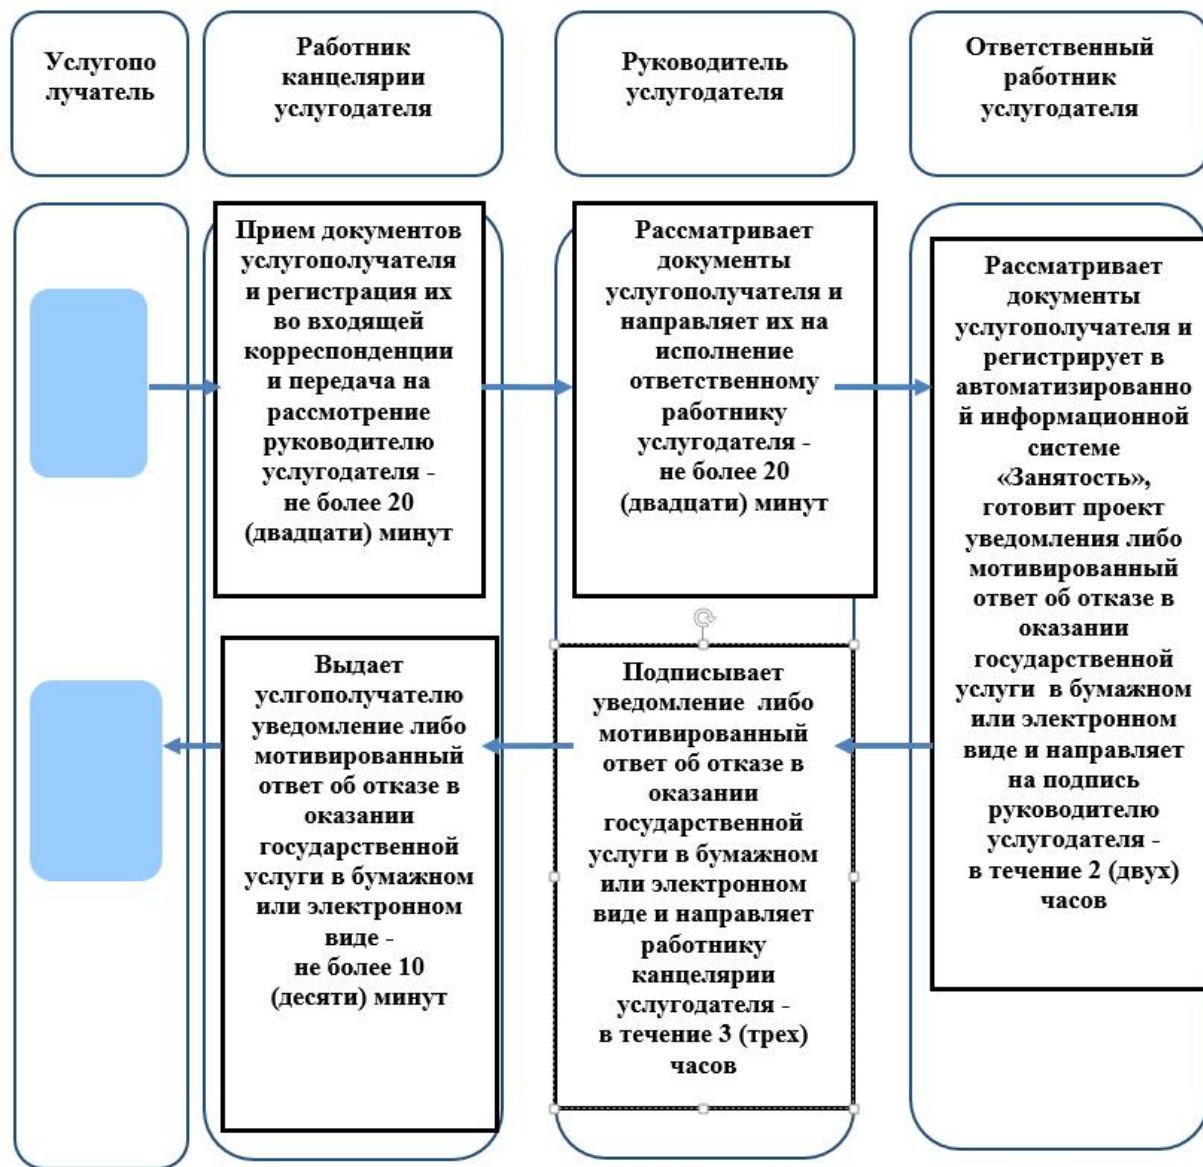 Услугопо
лучатель
Работник
канцелярии
услугодателя
Руководитель
услугодателя
Ответственный
работник
услугодателя
Прием документов
услугополучателя
и регистрация их
во входящей
корреспонденции
и передача на
рассмотрение
руководителю
услугодателя -
не более 20
(двадцати) минут
Рассматривает
документы
услугополучателя и
направляет их на
исполнение
ответственному
работнику
услугодателя -
не более 20
(двадцати) минут
Рассматривает
документы
услугополучателя и
регистрирует в
автоматизированно
й информационной
системе
«Занятость»,
готовит проект
уведомления либо
мотивированный
ответ об отказе в
оказании
государственной
услуги в бумажном
или электронном
виде и направляет
на подпись
руководителю
услугодателя -
в течение 2 (двух)
часов
Подписывает
уведомление либо
мотивированный
ответ об отказе в
оказании
государственной
услуги в бумажном
или электронном
виде и направляет
работнику
канцелярии
услугодателя -
в течение 3 (трех)
часов
Выдает
услгополучателю
уведомление либо
мотивированный
ответ об отказе в
оказании
государственной
услуги в бумажном
или электронном
виде -
не более 10
(десяти) минут